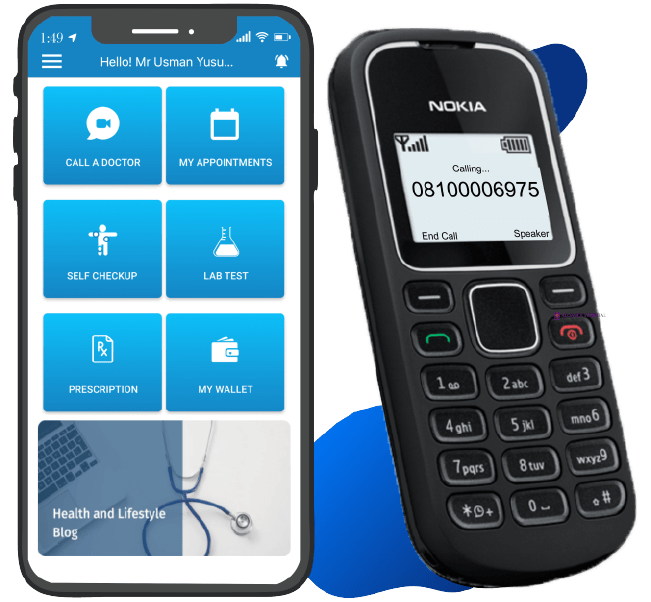 1:49
Hello! Mr Usman Yusu...
CALL A DOCTOR
MY APPOINTMENTS
SELF CHECKUP
LAB TEST
PRESCRIPTION
MY WALLET
Health and Lifestyle
Blog
NOKIA
Calling...
08100006975
End Call
Speaker
1
2abc
def3
4ghi
5jkl
mno6
7pqrs
8tuv
wxyz9
*+
0
#